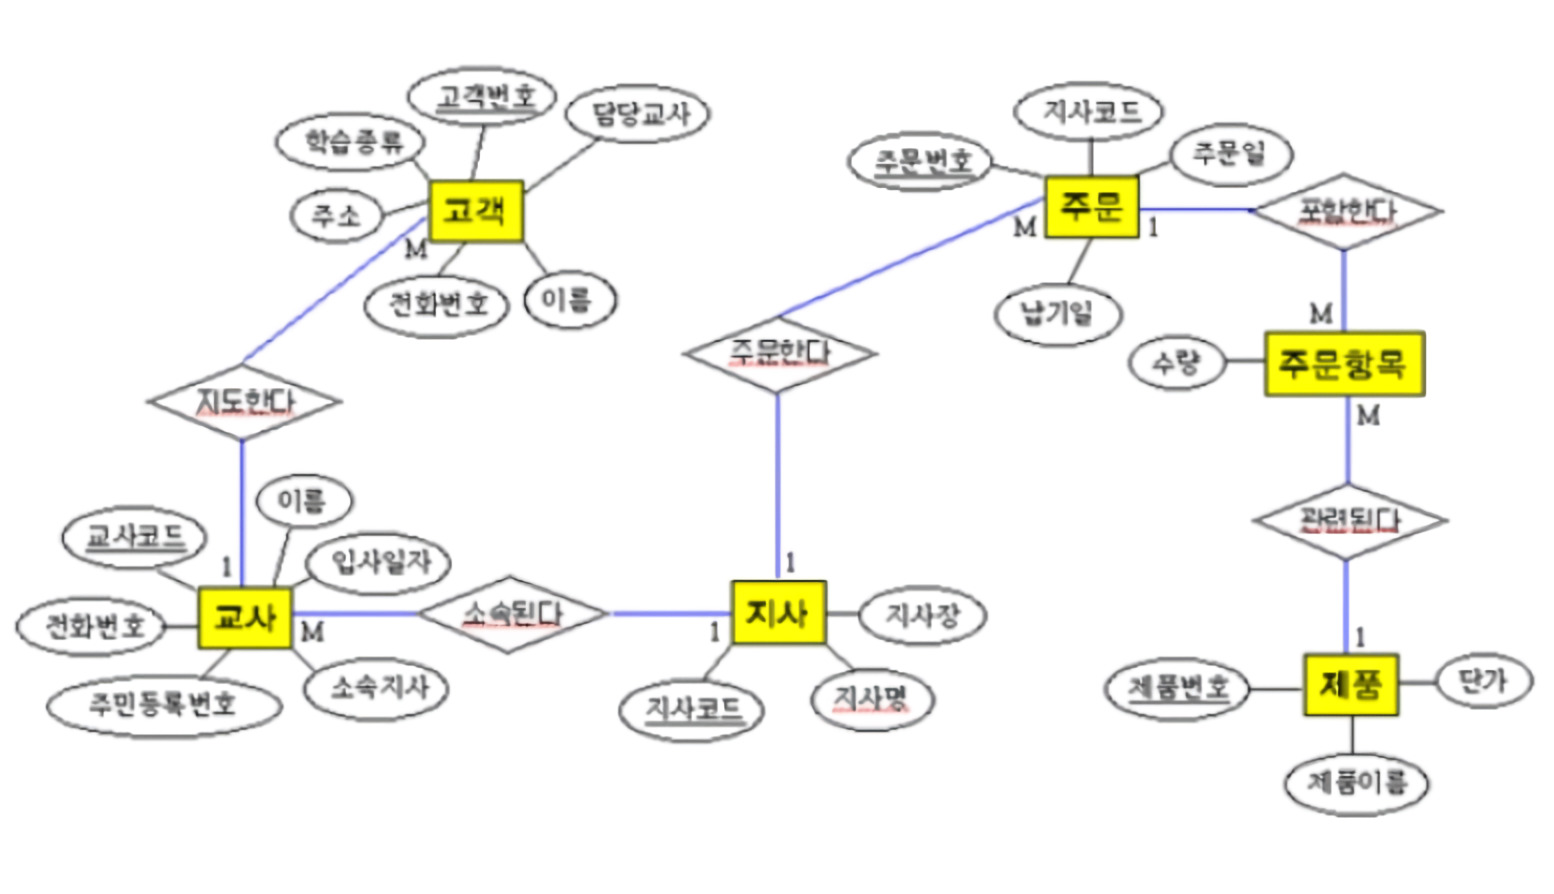 고객번호
담당교사
학습종류
주소
고객
M
전화번호
이름
지도한다
1
교사코드
이름
입사일자
전화번호
교사
M
주민등록번호
소속지사
소속된다
1
지사
1
지사장
지사코드
지사명
주문한다
M
지사코드
주문번호
주문일
주문
1
납기일
포함한다
M
수량
주문항목
M
관련된다
1
제품번호
제품
단가
제품이름